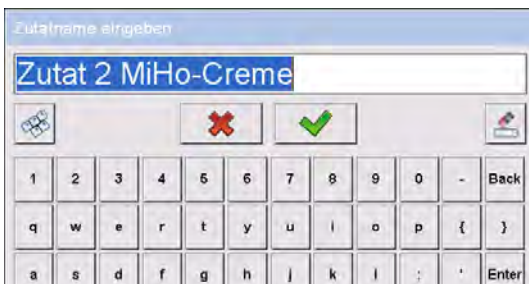 Zutatname eingeben
Zutat 2 MiHo-Creme
1 2 3 4 5 6 7 8 9 0 - Back
q w e r t y u i o p { }
a s d f g h j k l ; ' Enter